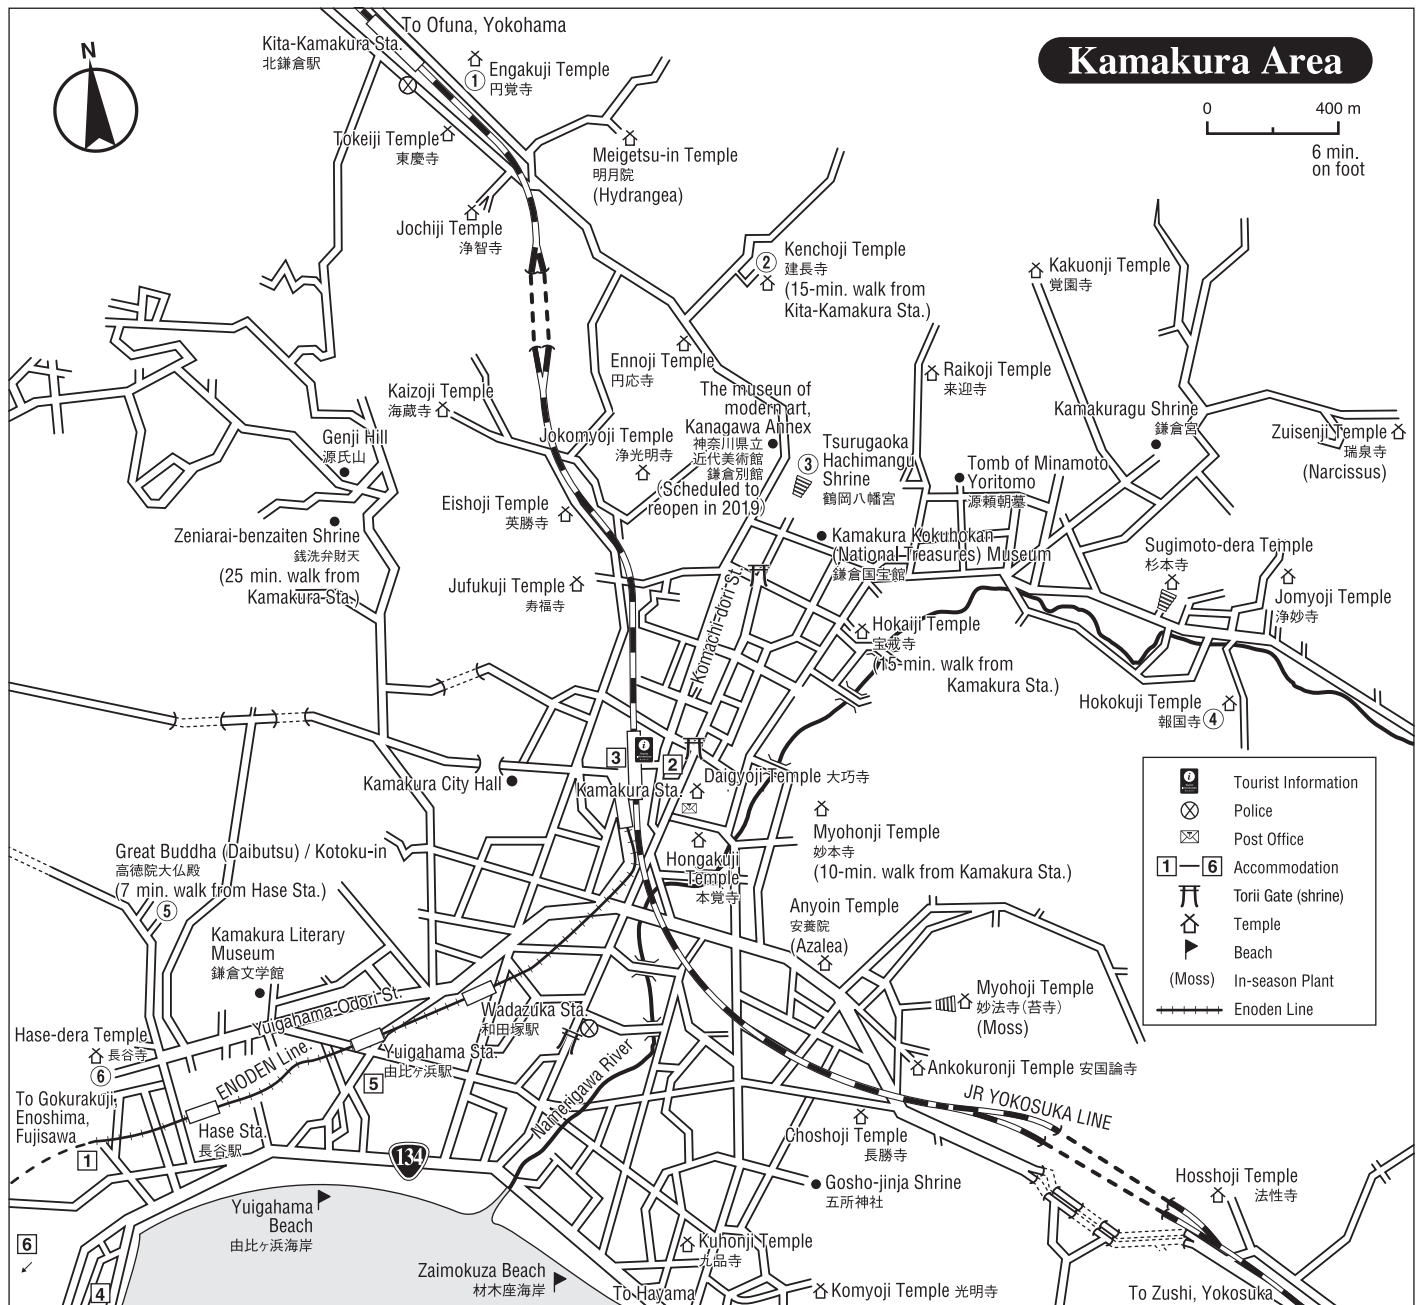 To Ofuna, Yokohama
Kamakura Area
N
Kita-Kamakura Sta.
北鎌倉駅
① Engakuji Temple
円覚寺
0 400 m
6 min.
on foot
Tokeiji Temple
東慶寺
Meigetsu-in Temple
明月院
(Hydrangea)
Jochiji Temple
浄智寺
② Kenchoji Temple
建長寺
(15-min. walk from
Kita-Kamakura Sta.)
Kakuonji Temple
覚園寺
Ennoji Temple
円応寺
Raikoji Temple
来迎寺
Kaizoji Temple
海蔵寺
The museun of
modern art,
Kanagawa Annex
神奈川県立
近代美術館
鎌倉別館
(Scheduled to
reopen in 2019)
Kamakuragu Shrine
鎌倉宮
Zuisenji Temple
瑞泉寺
(Narcissus)
Genji Hill
源氏山
Jokomyoji Temple
浄光明寺
③ Tsurugaoka
Hachimangu
Shrine
鶴岡八幡宮
Tomb of Minamoto
Yoritomo
源頼朝墓
Eishoji Temple
英勝寺
Zeniarai-benzaiten Shrine
銭洗弁財天
(25 min. walk from
Kamakura Sta.)
Kamakura Kokuhokan
(National Treasures) Museum
鎌倉国宝館
Sugimoto-dera Temple
杉本寺
Jufukuji Temple
寿福寺
Komachi-dori St.
Jomyoji Temple
浄妙寺
Hokaiji Temple
宝戒寺
(15-min. walk from
Kamakura Sta.)
Hokokuji Temple
報国寺 ④
3
2
Kamakura City Hall
Kamakura Sta.
Daigyoji Temple 大巧寺
Tourist Information
Police
Post Office
1 — 6 Accommodation
Torii Gate (shrine)
Temple
Beach
(Moss) In-season Plant
Enoden Line
Myohonji Temple
妙本寺
(10-min. walk from Kamakura Sta.)
Great Buddha (Daibutsu) / Kotoku-in
高徳院大仏殿
(7 min. walk from Hase Sta.)
⑤
Hongakuji
Temple
本覚寺
Anyoin Temple
安養院
(Azalea)
Kamakura Literary
Museum
鎌倉文学館
Myohoji Temple
妙法寺(苔寺)
(Moss)
Yuigahama-Odori St.
Wadazuka Sta.
和田塚駅
Hase-dera Temple
長谷寺
⑥
ENODEN Line.
Yuigahama Sta.
由比ヶ浜駅
5
Namerigawa River
Ankokuronji Temple 安国論寺
JR YOKOSUKA LINE
To Gokurakuji,
Enoshima,
Fujisawa
Hase Sta.
長谷駅
1
134
Choshoji Temple
長勝寺
Gosho-jinja Shrine
五所神社
Hosshoji Temple
法性寺
Yuigahama
Beach
由比ヶ浜海岸
6
4
Kuhonji Temple
九品寺
Zaimokuza Beach
材木座海岸
To Hayama
Komyoji Temple 光明寺
To Zushi, Yokosuka